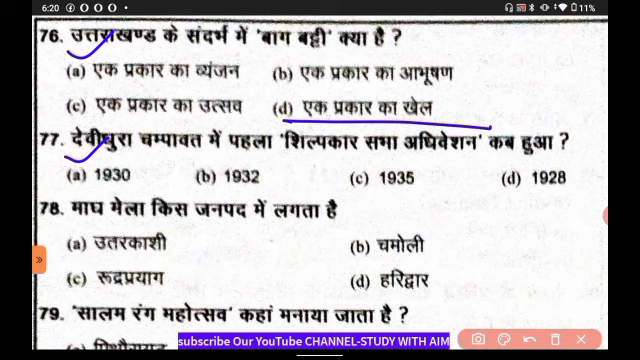 6:20
11%
76. उत्तराखण्ड के संदर्भ में 'बाग बट्टी' क्या है ?
(a) एक प्रकार का व्यंजन (b) एक प्रकार का आभूषण
(c) एक प्रकार का उत्सव (d) एक प्रकार का खेल
77. देवीधुरा चम्पावत में पहला 'शिल्पकार सभा अधिवेशन' कब हुआ ?
(a) 1930 (b) 1932 (c) 1935 (d) 1928
78. माघ मेला किस जनपद में लगता है
(a) उतरकाशी (b) चमोली
(c) रूद्रप्रयाग (d) हरिद्वार
79. 'सालम रंग महोत्सव' कहां मनाया जाता है ?
subscribe Our YouTube CHANNEL-STUDY WITH AIM